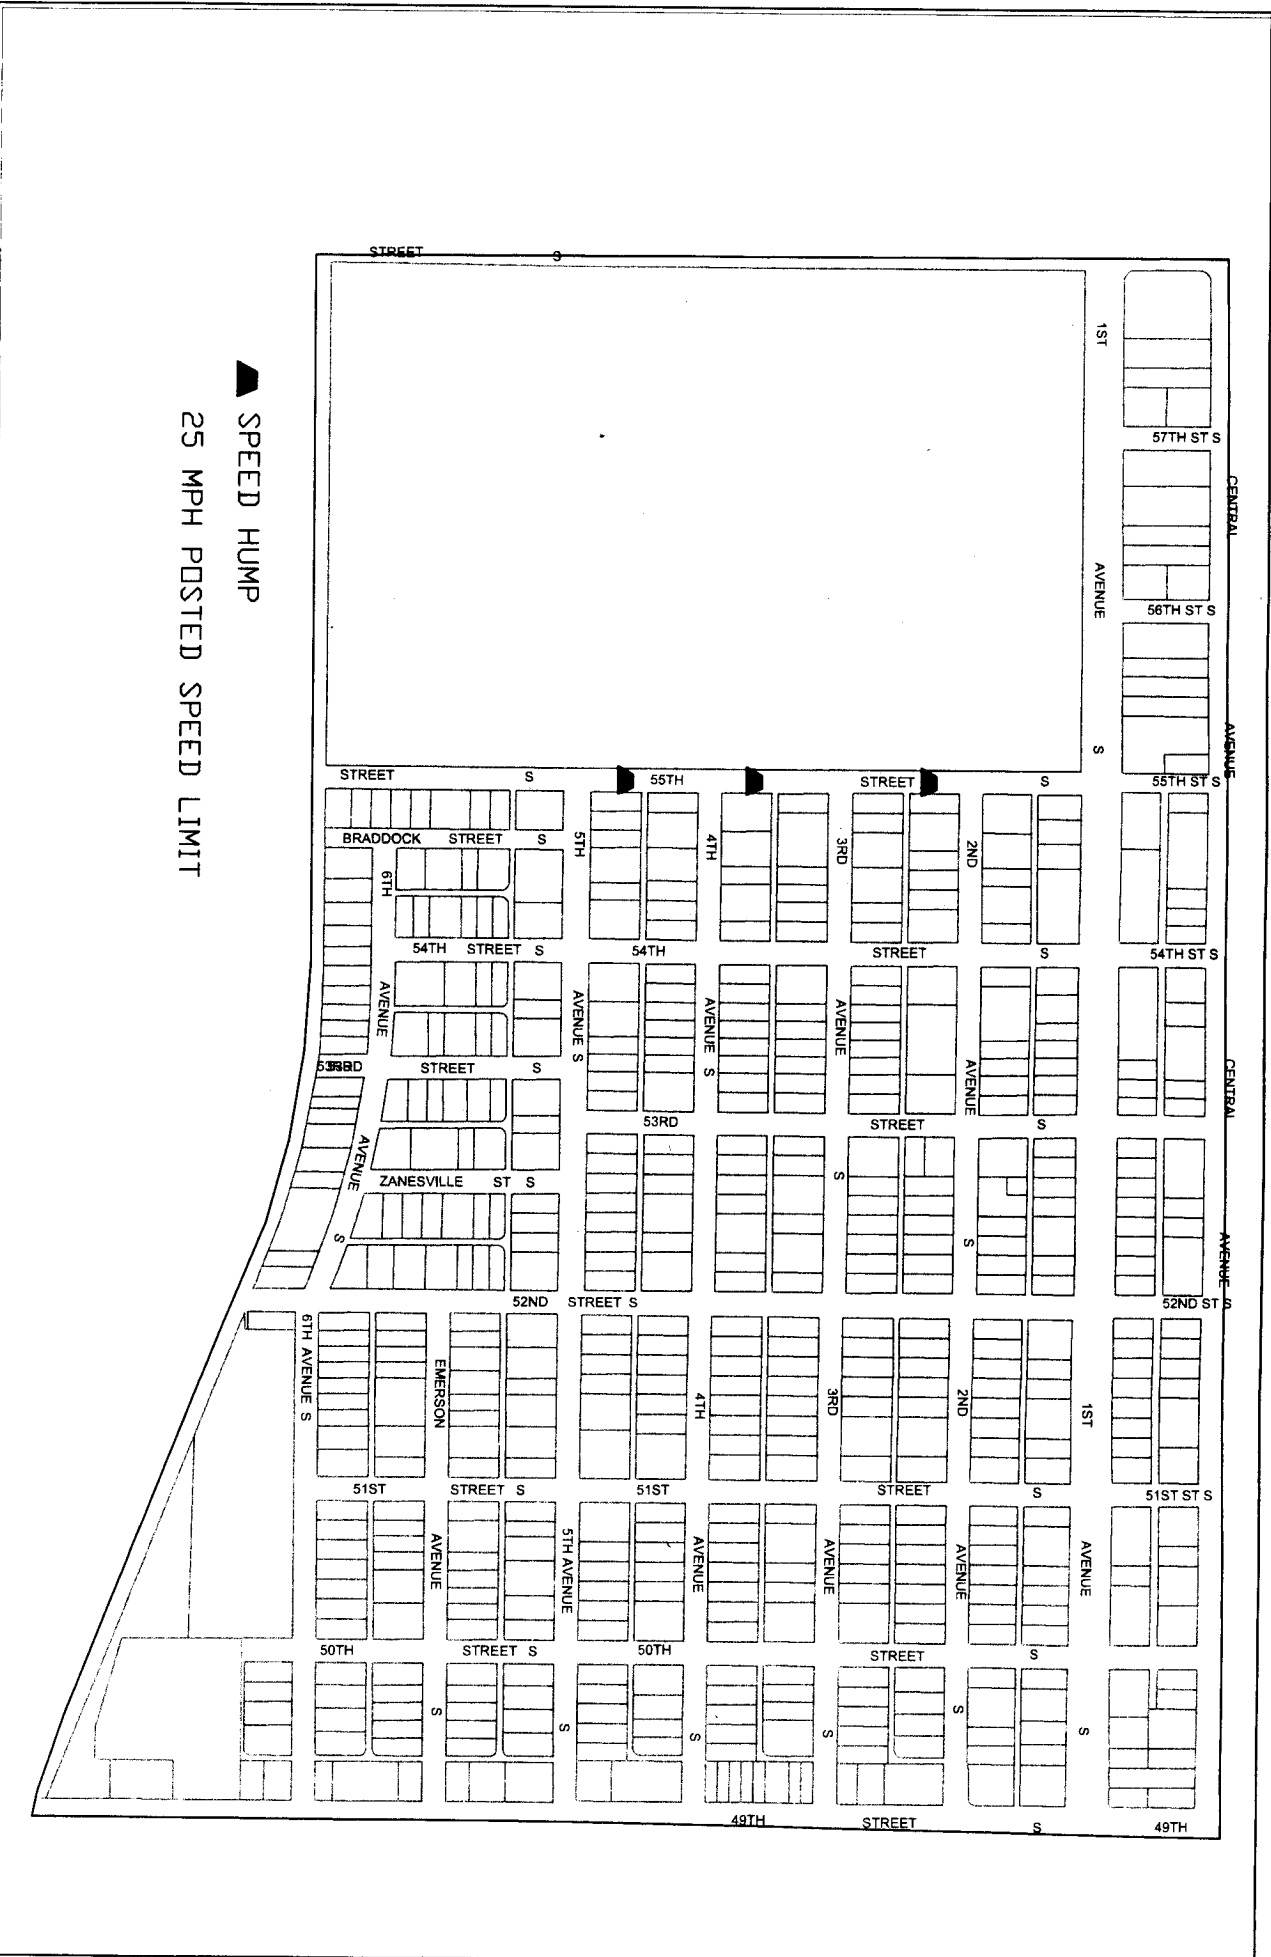 STREET S
1ST AVENUE S
57TH ST S
CENTRAL AVENUE
56TH ST S
STREET S 55TH STREET S
55TH ST S
BRADDOCK STREET S
6TH AVENUE
5TH AVENUE S
4TH AVENUE S
3RD AVENUE S
2ND AVENUE S
54TH STREET S
54TH STREET S
54TH ST S
STREET S
53RD STREET S
CENTRAL AVENUE
AVENUE S
ZANESVILLE ST S
52ND STREET S
52ND ST S
6TH AVENUE S
EMERSON AVENUE S
4TH AVENUE S
3RD AVENUE S
2ND AVENUE S
1ST AVENUE S
51ST STREET S
51ST STREET S
51ST ST S
5TH AVENUE S
50TH STREET S
50TH STREET S
49TH STREET S
49TH
SPEED HUMP
25 MPH POSTED SPEED LIMIT